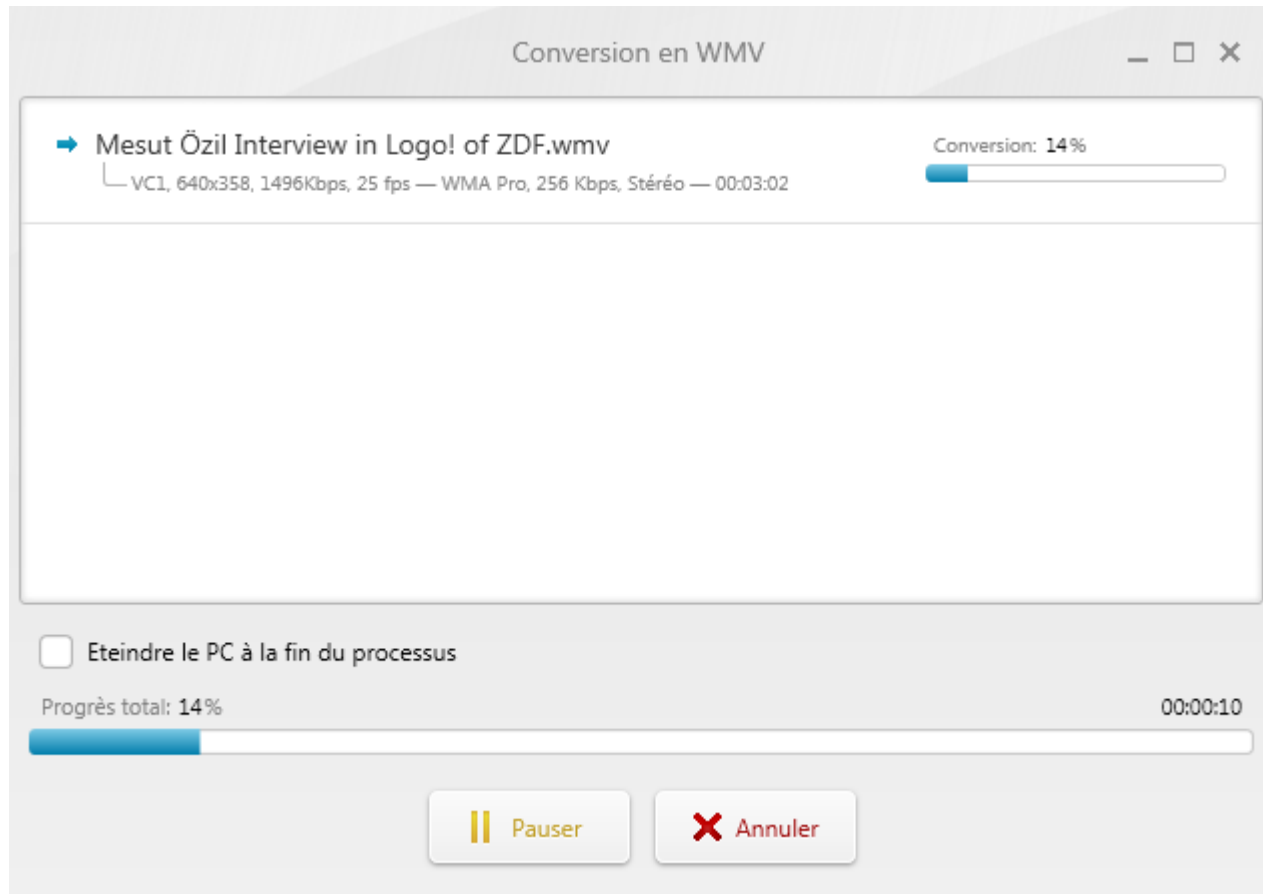 Conversion en WMV
Mesut Özil Interview in Logo! of ZDF.wmv
Conversion: 14%
VC1, 640x358, 1496Kbps, 25 fps — WMA Pro, 256 Kbps, Stéréo — 00:03:02
Eteindre le PC à la fin du processus
Progrès total: 14%
00:00:10
Pauser
Annuler